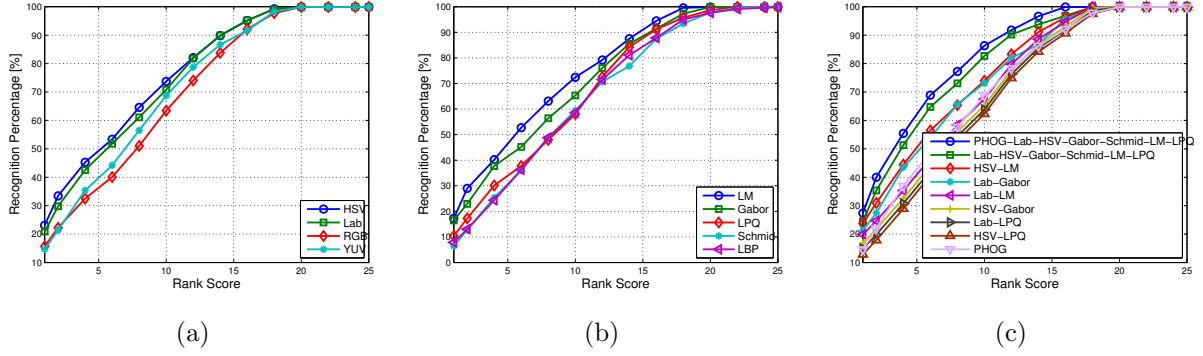 100
90
80
70
60
50
40
30
20
10
Recognition Percentage [%]
5 10 15 20 25
Rank Score
HSV
Lab
RGB
YUV
(a)
100
90
80
70
60
50
40
30
20
10
0
Recognition Percentage [%]
5 10 15 20 25
Rank Score
LM
Gabor
LPQ
Schmid
LBP
(b)
100
90
80
70
60
50
40
30
20
10
Recognition Percentage [%]
5 10 15 20 25
Rank Score
PHOG-Lab-HSV-Gabor-Schmid-LM-LPQ
Lab-HSV-Gabor-Schmid-LM-LPQ
HSV-LM
Lab-Gabor
Lab-LM
HSV-Gabor
Lab-LPQ
HSV-LPQ
PHOG
(c)